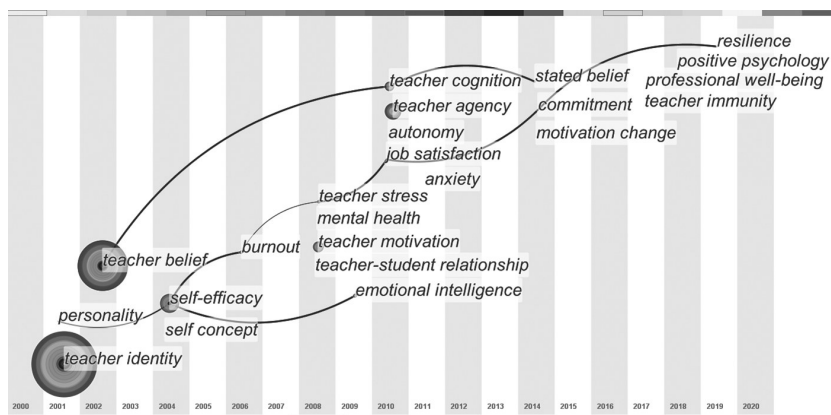 resilience
positive psychology
teacher cognition stated belief professional well-being
teacher agency commitment teacher immunity
autonomy motivation change
job satisfaction
anxiety
teacher stress
mental health
burnout teacher motivation
teacher belief teacher-student relationship
self-efficacy emotional intelligence
personality
self concept
teacher identity
2000 2001 2002 2003 2004 2005 2006 2007 2008 2009 2010 2011 2012 2013 2014 2015 2016 2017 2018 2019 2020